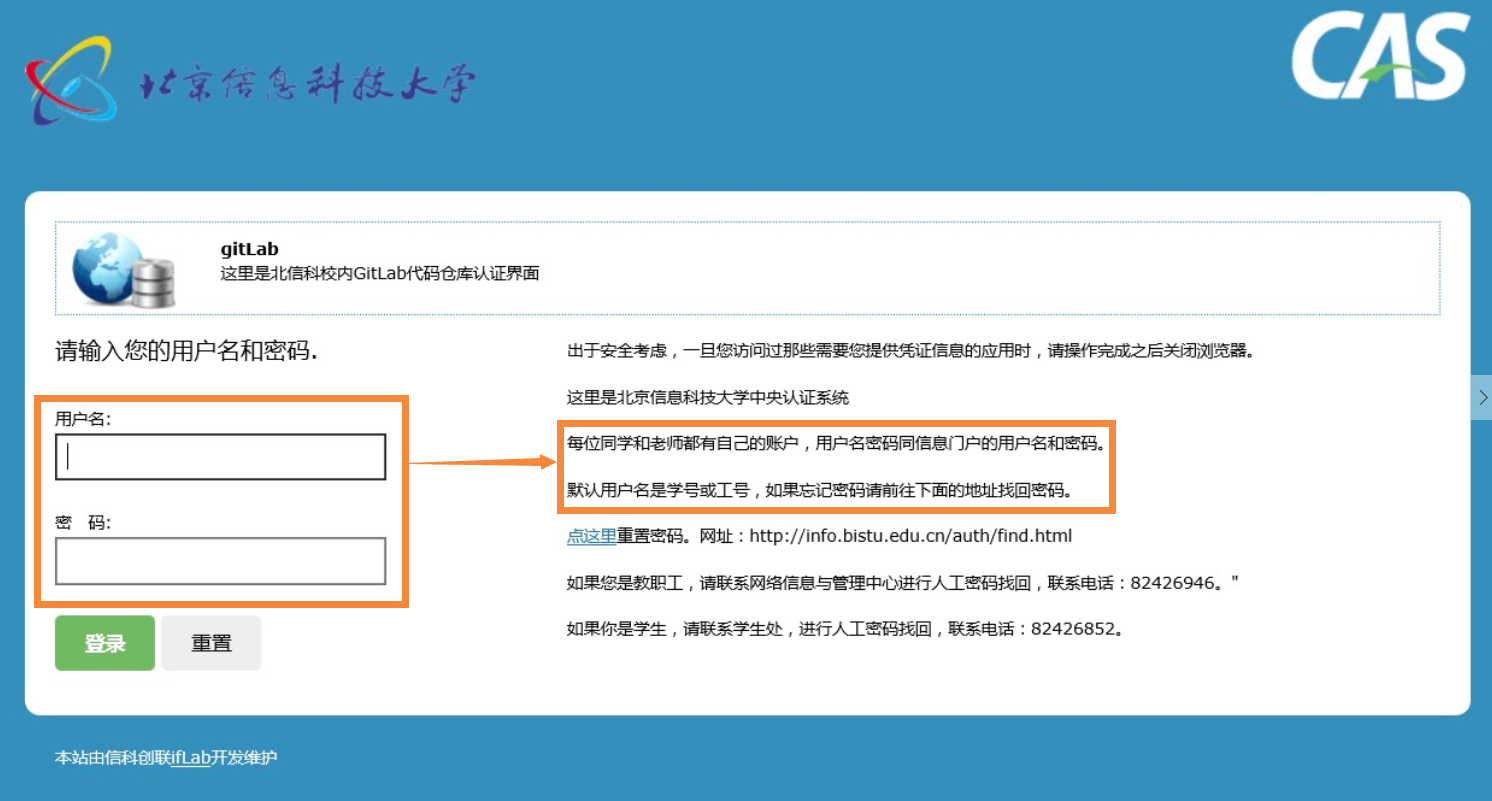 北京信息科技大学
CAS
gitLab
这里是北信科校内GitLab代码仓库认证界面
请输入您的用户名和密码.
用户名:
密 码:
登录 重置
出于安全考虑，一旦您访问过那些需要您提供凭证信息的应用时，请操作完成之后关闭浏览器。
这里是北京信息科技大学中央认证系统
每位同学和老师都有自己的账户，用户名密码同信息门户的用户名和密码。
默认用户名是学号或工号，如果忘记密码请前往下面的地址找回密码。
点这里重置密码。网址：http://info.bistu.edu.cn/auth/find.html
如果您是教职工，请联系网络信息与管理中心进行人工密码找回，联系电话：82426946。"
如果你是学生，请联系学生处，进行人工密码找回，联系电话：82426852。
本站由信科创联ifLab开发维护